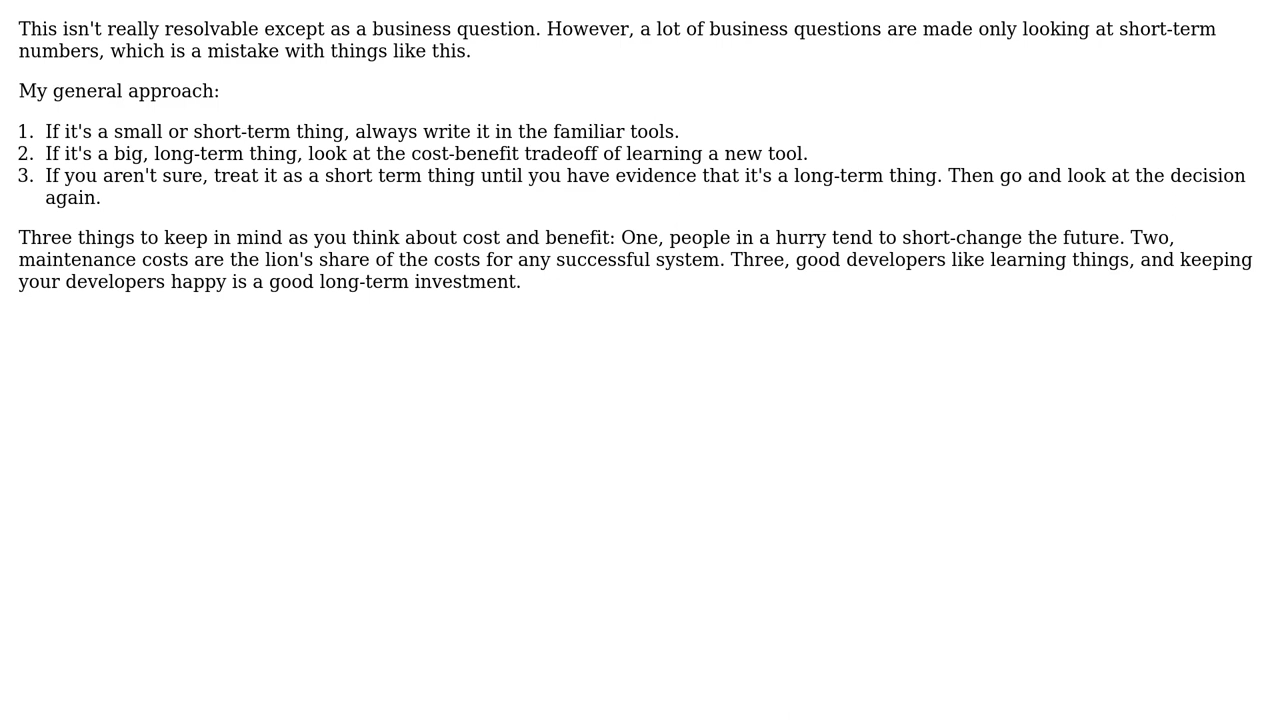 This isn't really resolvable except as a business question. However, a lot of business questions are made only looking at short-term
numbers, which is a mistake with things like this.
My general approach:
1. If it's a small or short-term thing, always write it in the familiar tools.
2. If it's a big, long-term thing, look at the cost-benefit tradeoff of learning a new tool.
3. If you aren't sure, treat it as a short term thing until you have evidence that it's a long-term thing. Then go and look at the decision
again.
Three things to keep in mind as you think about cost and benefit: One, people in a hurry tend to short-change the future. Two,
maintenance costs are the lion's share of the costs for any successful system. Three, good developers like learning things, and keeping
your developers happy is a good long-term investment.